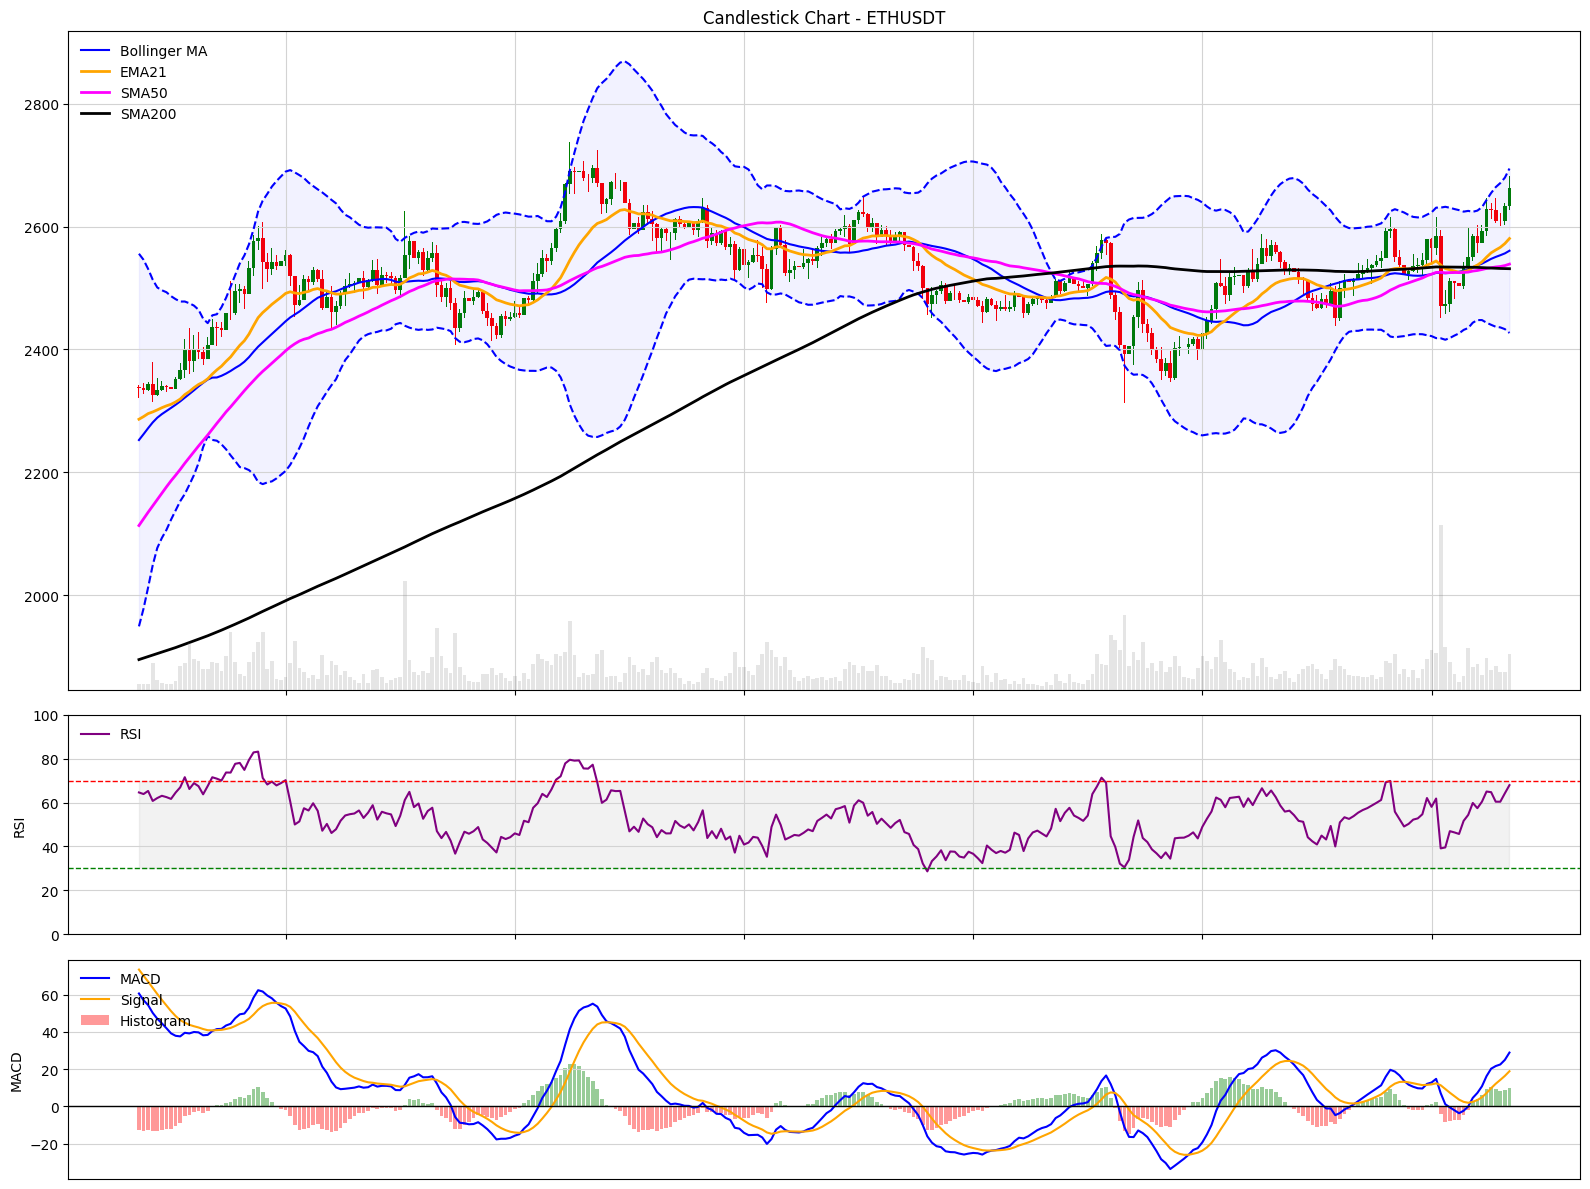 Candlestick Chart - ETHUSDT
Bollinger MA
EMA21
SMA50
SMA200
2800
2600
2400
2200
2000
RSI
RSI
100
80
60
40
20
0
MACD
Signal
Histogram
MACD
60
40
20
0
−20